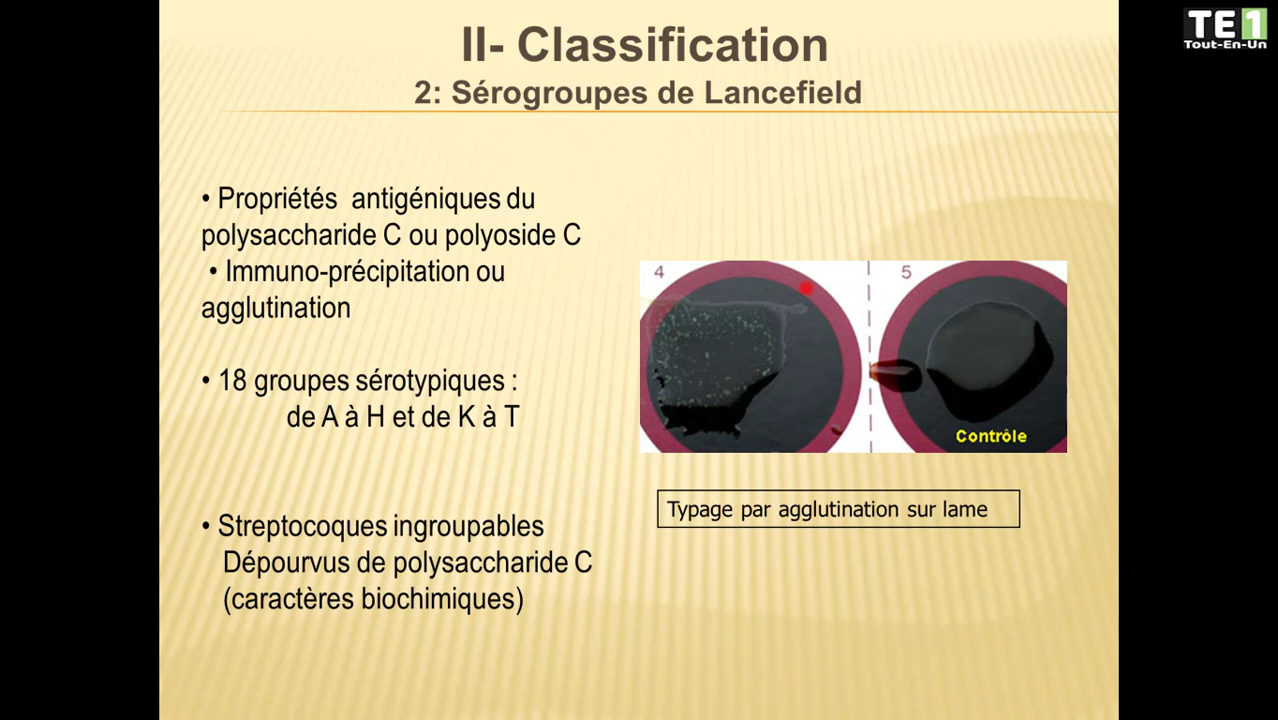 TE1
Tout-En-Un
II- Classification
2: Sérogroupes de Lancefield
• Propriétés antigéniques du
polysaccharide C ou polyoside C
• Immuno-précipitation ou
agglutination
• 18 groupes sérotypiques :
de A à H et de K à T
• Streptocoques ingroupables
Dépourvus de polysaccharide C
(caractères biochimiques)
4
5
Contrôle
Typage par agglutination sur lame